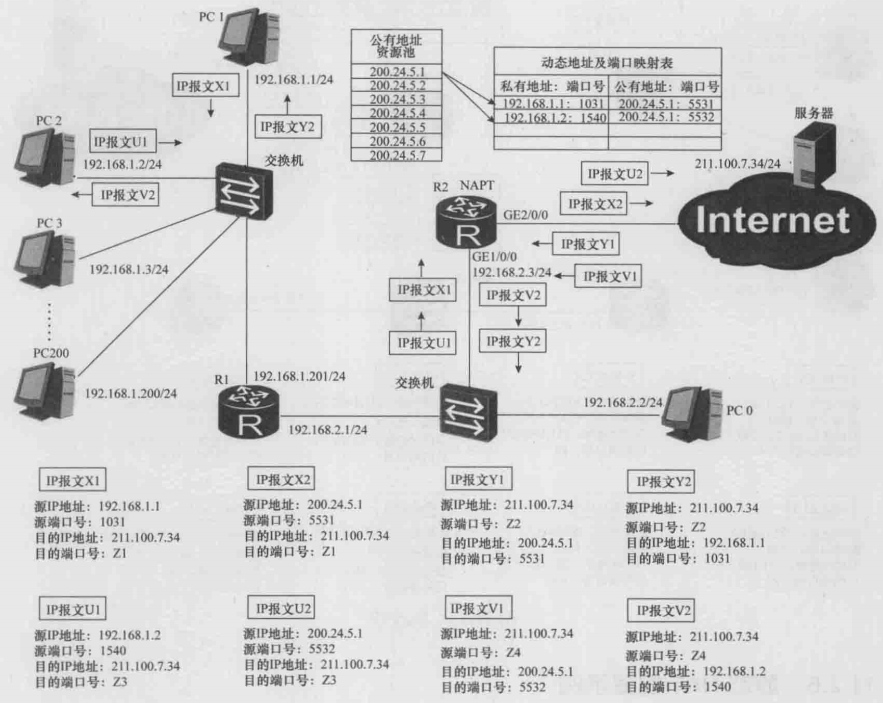 PC 1
192.168.1.1/24
IP报文X1
IP报文Y2
PC 2
IP报文U1
192.168.1.2/24
IP报文V2
交换机
PC 3
192.168.1.3/24
PC200
192.168.1.200/24
公有地址
资源池
200.24.5.1
200.24.5.2
200.24.5.3
200.24.5.4
200.24.5.5
200.24.5.6
200.24.5.7
动态地址及端口映射表
私有地址：端口号 公有地址：端口号
192.168.1.1：1031 200.24.5.1：5531
192.168.1.2：1540 200.24.5.1：5532
服务器
211.100.7.34/24
IP报文U2
IP报文X2
Internet
R2 NAPT
R
GE2/0/0
IP报文Y1
IP报文V1
GE1/0/0
192.168.2.3/24
IP报文X1
IP报文V2
IP报文U1
IP报文Y2
R1
192.168.1.201/24
R
192.168.2.1/24
交换机
192.168.2.2/24
PC 0
IP报文X1
源IP地址：192.168.1.1
源端口号：1031
目的IP地址：211.100.7.34
目的端口号：Z1
IP报文X2
源IP地址：200.24.5.1
源端口号：5531
目的IP地址：211.100.7.34
目的端口号：Z1
IP报文Y1
源IP地址：211.100.7.34
源端口号：Z2
目的IP地址：200.24.5.1
目的端口号：5531
IP报文Y2
源IP地址：211.100.7.34
源端口号：Z2
目的IP地址：192.168.1.1
目的端口号：1031
IP报文U1
源IP地址：192.168.1.2
源端口号：1540
目的IP地址：211.100.7.34
目的端口号：Z3
IP报文U2
源IP地址：200.24.5.1
源端口号：5532
目的IP地址：211.100.7.34
目的端口号：Z3
IP报文V1
源IP地址：211.100.7.34
源端口号：Z4
目的IP地址：200.24.5.1
目的端口号：5532
IP报文V2
源IP地址：211.100.7.34
源端口号：Z4
目的IP地址：192.168.1.2
目的端口号：1540